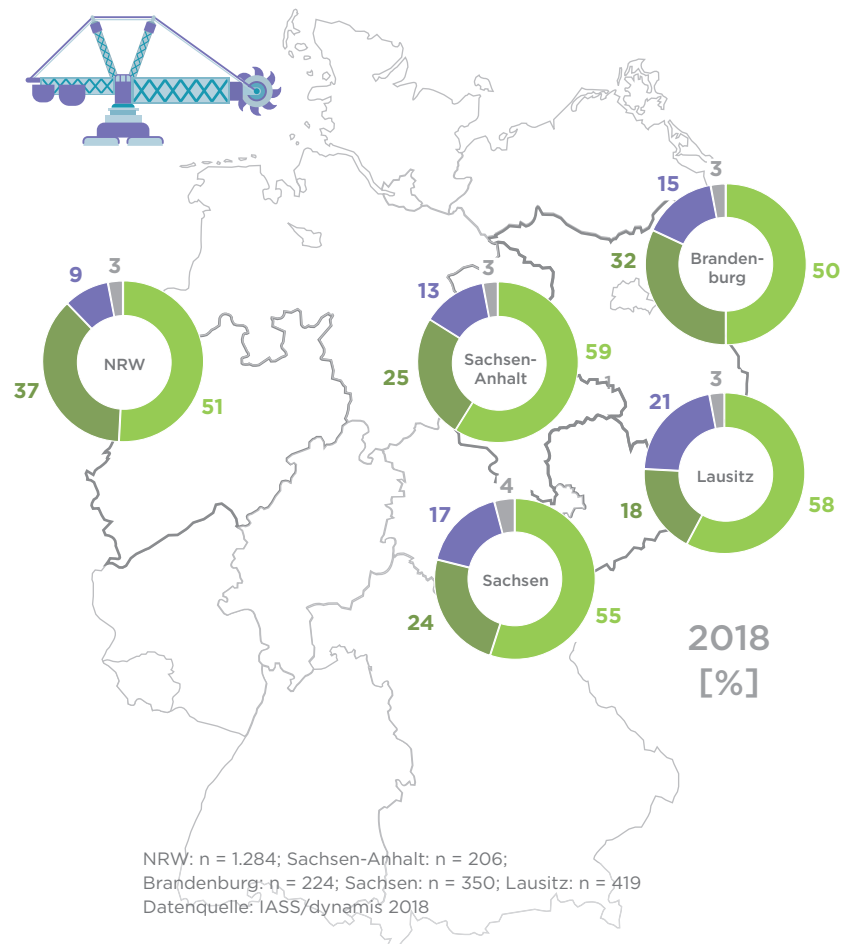 3
15
Branden-
burg
32
50
3
9
NRW
37
51
3
13
Sachsen-
Anhalt
59
25
3
21
Lausitz
18
58
4
17
Sachsen
24
55
2018
[%]
NRW: n = 1.284; Sachsen-Anhalt: n = 206;
Brandenburg: n = 224; Sachsen: n = 350; Lausitz: n = 419
Datenquelle: IASS/dynamis 2018